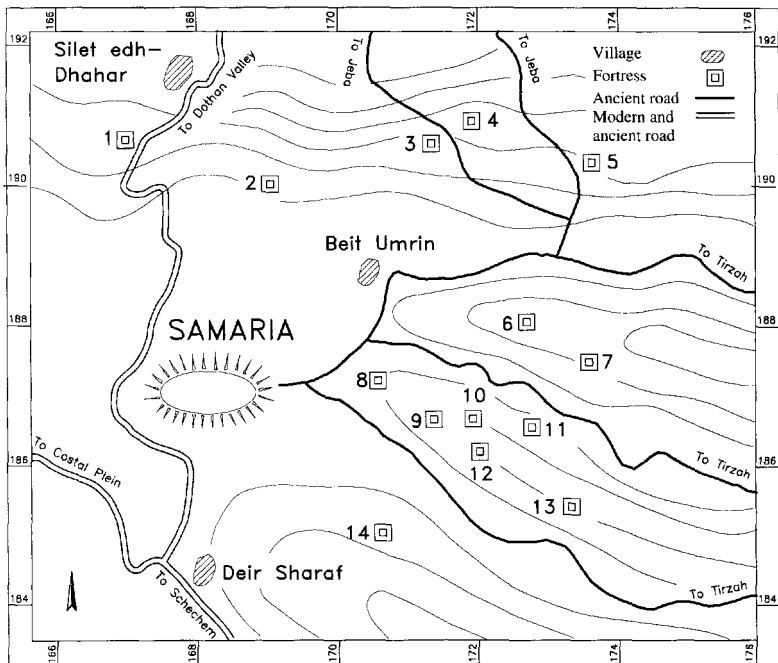 166
168
170
172
174
176
192
192
Silet edh-
Dhahar
To Dothan Valley
To Jeba
To Jeba
Village
Fortress
Ancient road
Modern and
ancient road
1
2
3
4
5
190
190
Beit Umrin
To Tirzah
188
188
SAMARIA
6
7
8
10
9
11
12
13
To Costal Plein
186
186
To Tirzah
14
Deir Sharaf
To Schechem
To Tirzah
184
184
166
168
170
172
174
176